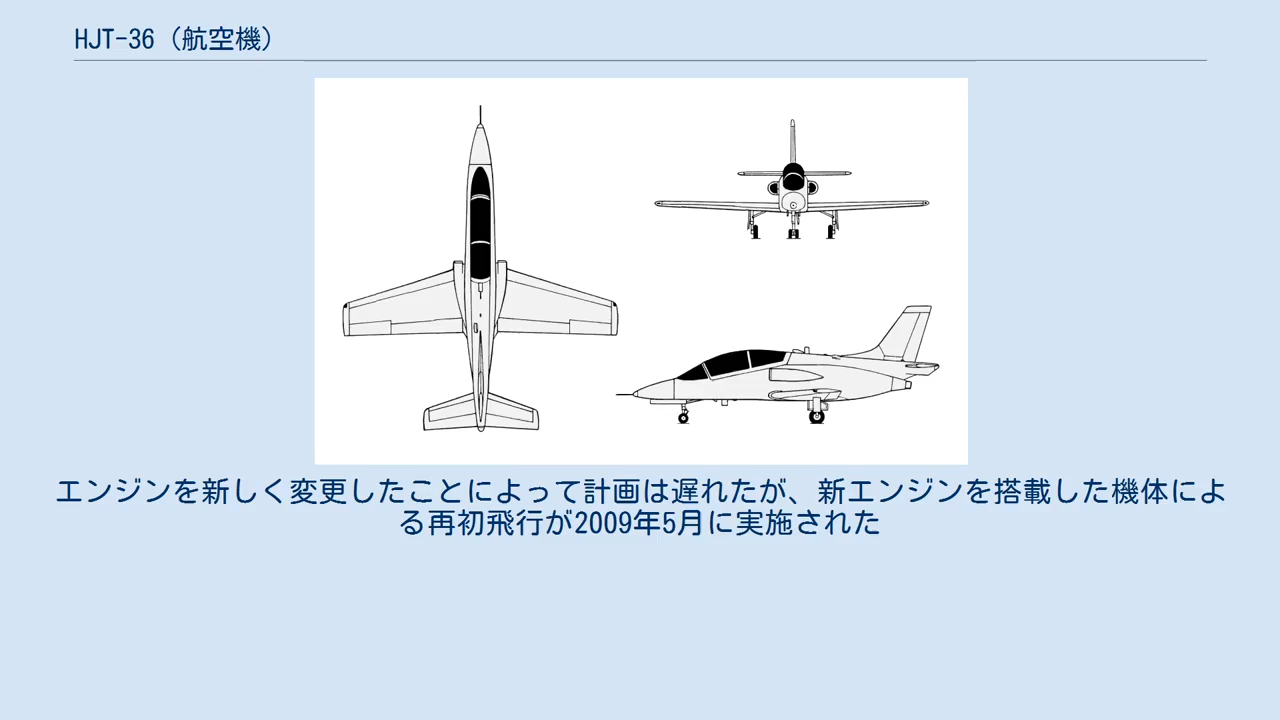 HJT-36（航空機）
エンジンを新しく変更したことによって計画は遅れたが、新エンジンを搭載した機体によ
る再初飛行が2009年5月に実施された